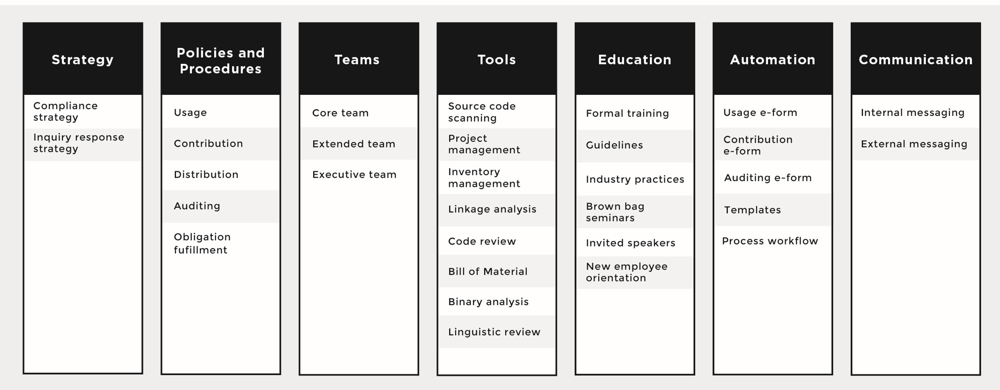 Strategy
Compliance
strategy
Inquiry response
strategy
Policies and
Procedures
Usage
Contribution
Distribution
Auditing
Obligation
fufillment
Teams
Core team
Extended team
Executive team
Tools
Source code
scanning
Project
management
Inventory
management
Linkage analysis
Code review
Bill of Material
Binary analysis
Linguistic review
Education
Formal training
Guidelines
Industry practices
Brown bag
seminars
Invited speakers
New employee
orientation
Automation
Usage e-form
Contribution
e-form
Auditing e-form
Templates
Process workflow
Communication
Internal messaging
External messaging